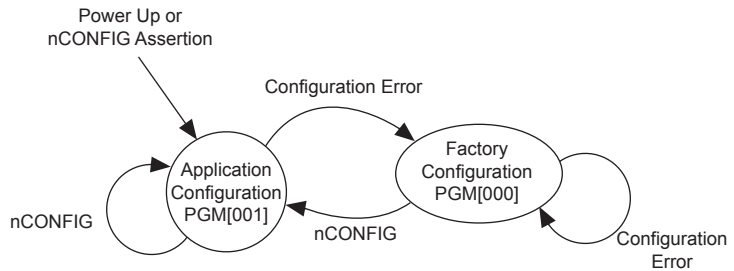 Power Up or
nCONFIG Assertion
Configuration Error
Application
Configuration
PGM[001]
Factory
Configuration
PGM[000]
nCONFIG
nCONFIG
Configuration
Error